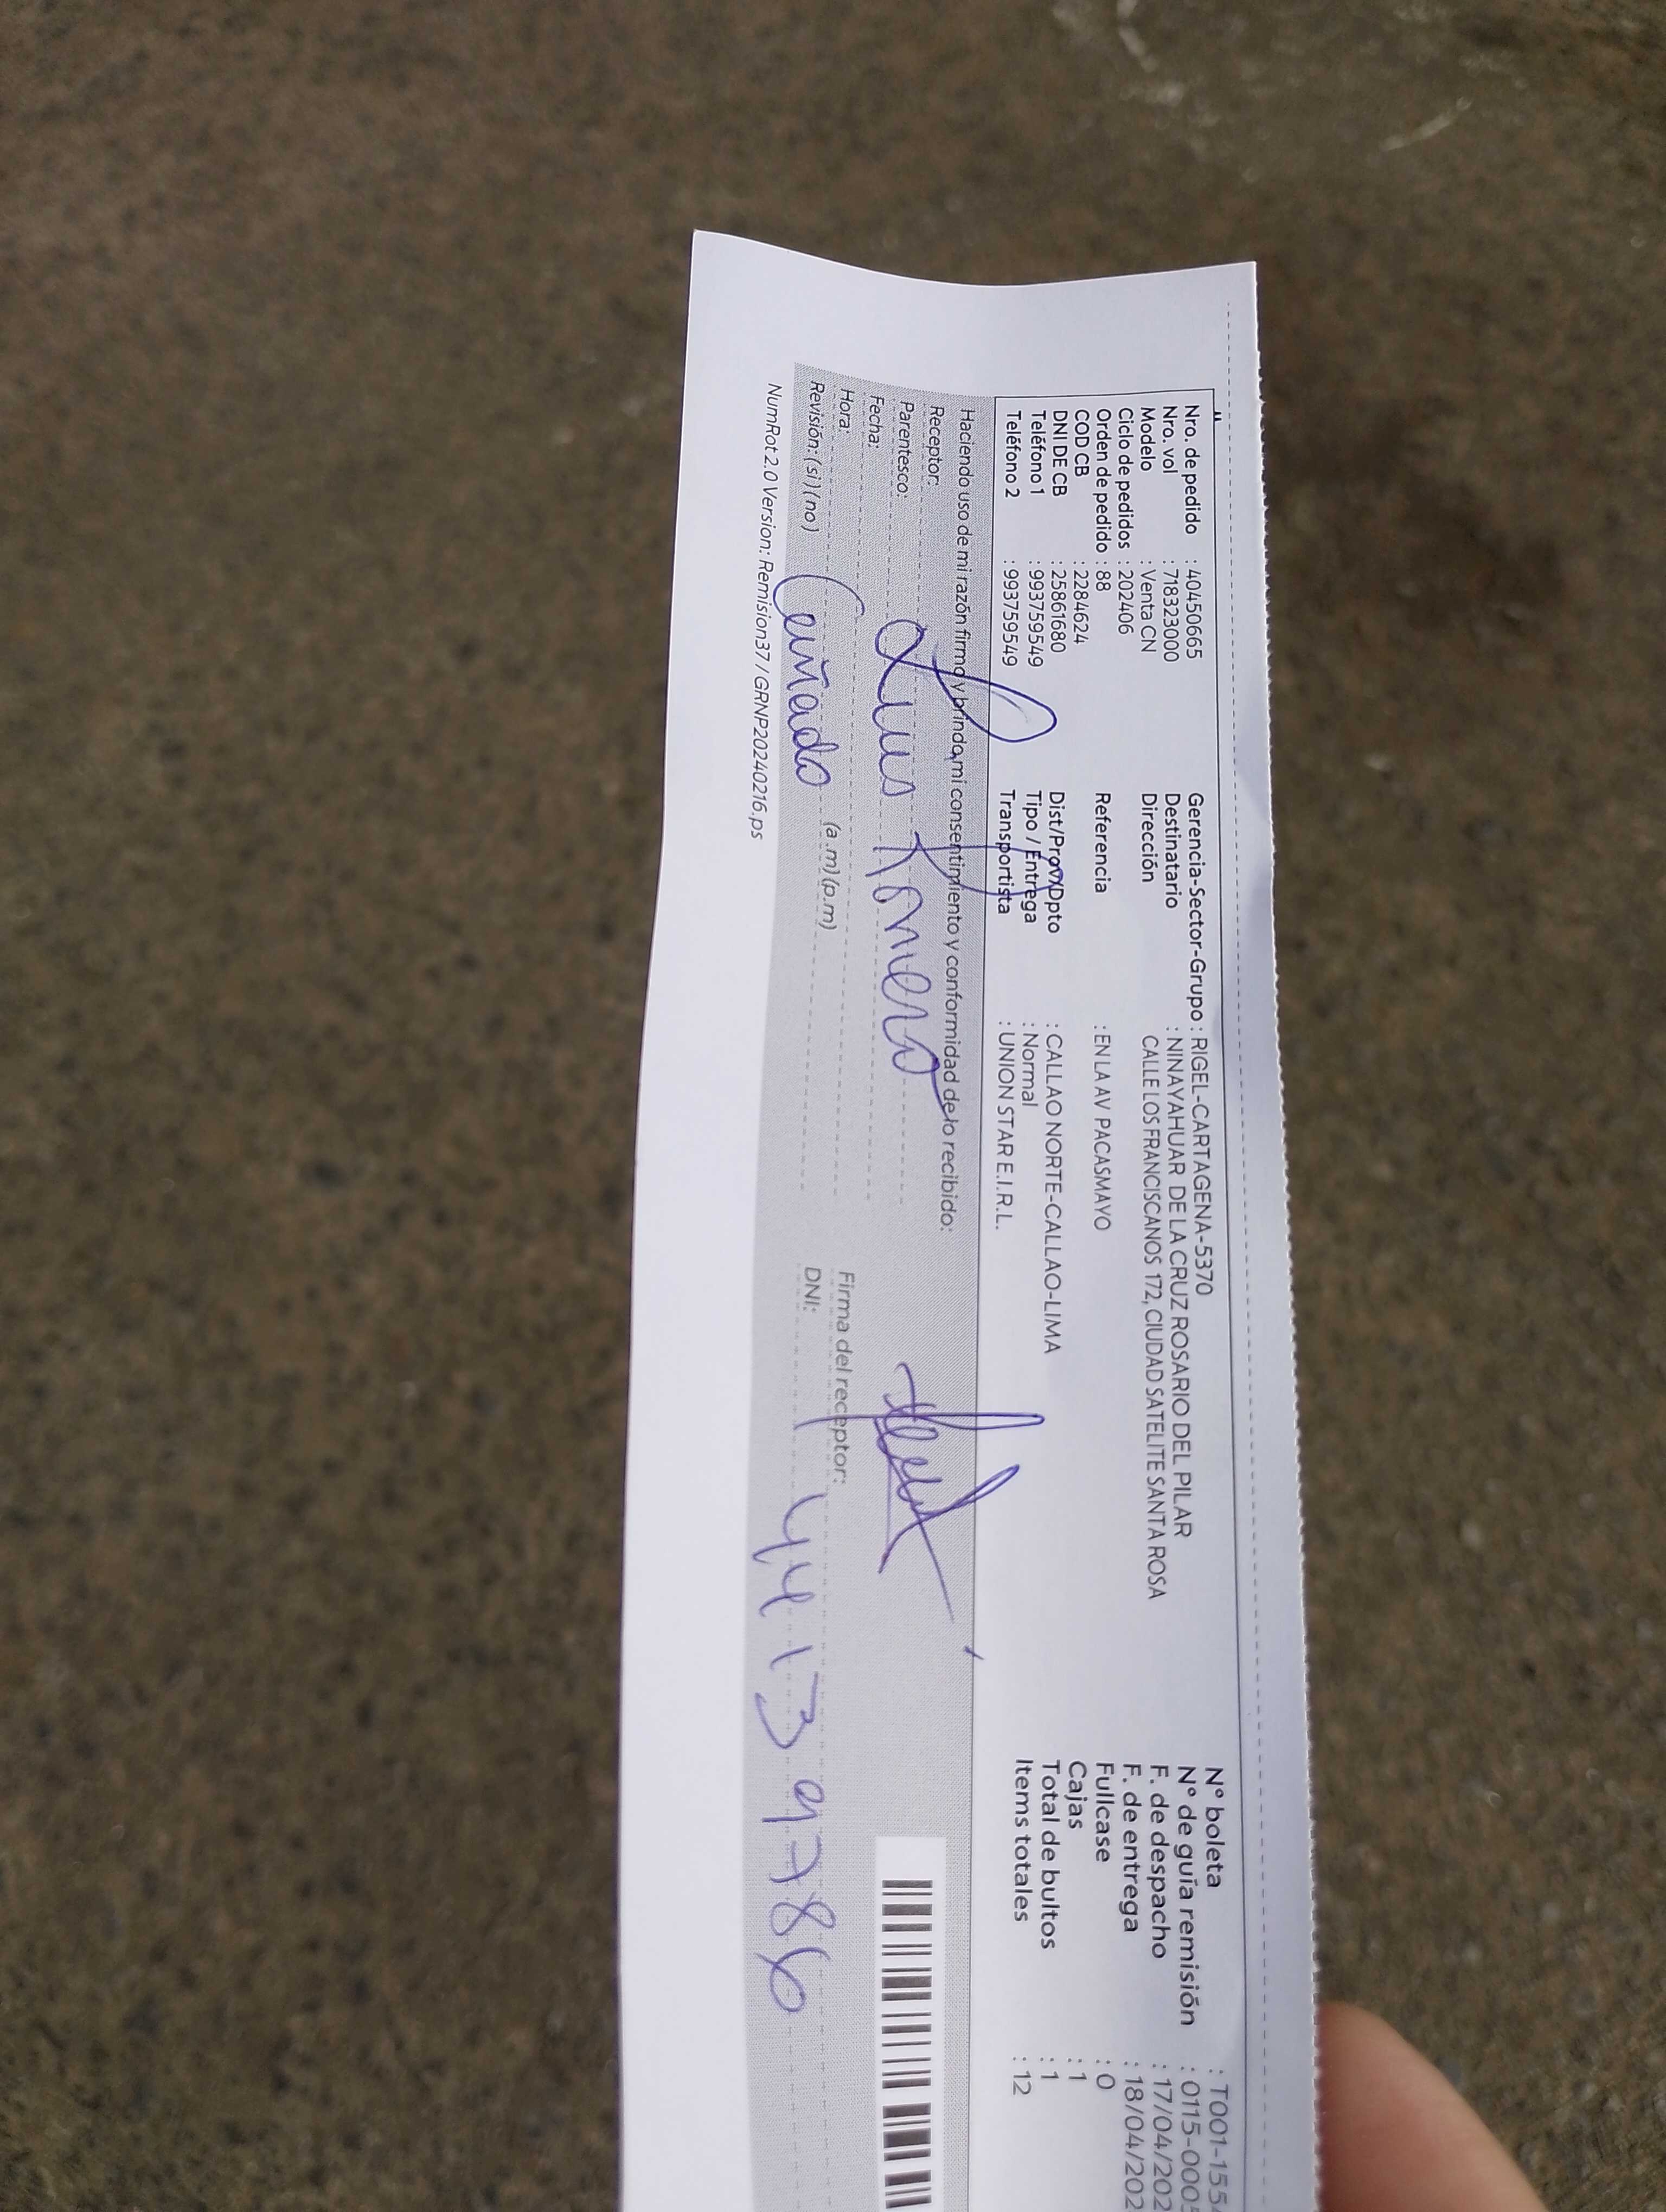 Nro. de pedido : 40450665
Nro. vol : 718323000
Modelo : Venta CN
Ciclo de pedidos : 202406
Orden de pedido : 88
COD CB : 2284624
DNI DE CB : 25861680
Teléfono 1 : 993759549
Teléfono 2 : 993759549
Gerencia-Sector-Grupo : RIGEL-CARTAGENA-5370
Destinatario : NINAYAHUAR DE LA CRUZ ROSARIO DEL PILAR
Dirección CALLE LOS FRANCISCANOS 172, CIUDAD SATELITE SANTA ROSA
Referencia : EN LA AV PACASMAYO
Dist/Prov/Dpto : CALLAO NORTE-CALLAO-LIMA
Tipo / Entrega : Normal
Transportista : UNION STAR E.I.R.L.
N° boleta : T001-155
N° de guía remisión : 0115-000
F. de despacho : 17/04/202
F. de entrega : 18/04/202
Fullcase : 0
Cajas : 1
Total de bultos : 1
Items totales : 12
Haciendo uso de mi razón firmo y brindo mi consentimiento y conformidad de lo recibido:
Receptor:
Parentesco: Luis Romero
Fecha:
Hora: (a.m)(p.m)
Revisión: (si)(no) Cuñado
Firma del receptor:
DNI: 44139786
NumRot2.0 Version: Remision37 / GRNP20240216.ps